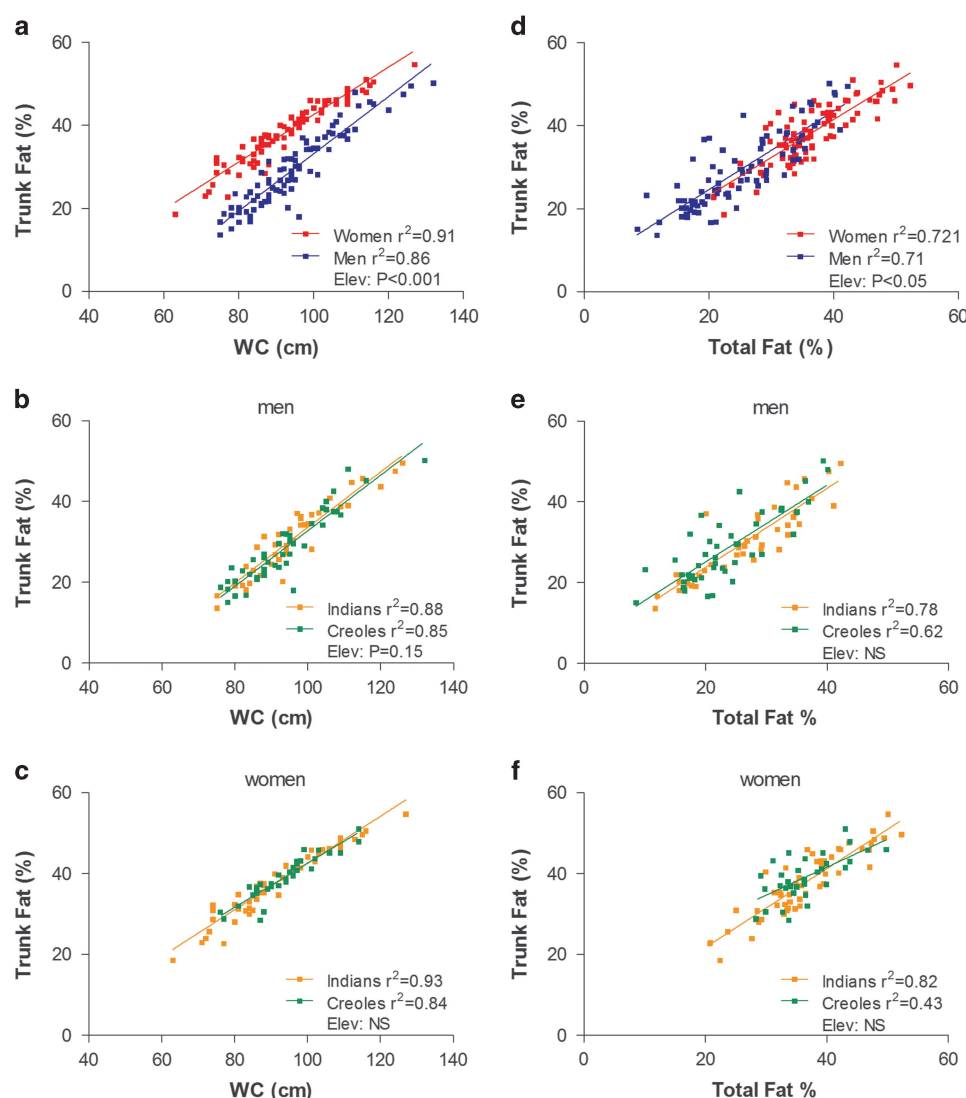 a
60
40
20
0
Trunk Fat (%)
Women r²=0.91
Men r²=0.86
Elev: P<0.001
40 60 80 100 120 140
WC (cm)
d
60
40
20
0
Trunk Fat (%)
Women r²=0.721
Men r²=0.71
Elev: P<0.05
0 20 40 60
Total Fat (%)
b
men
60
40
20
0
Trunk Fat (%)
Indians r²=0.88
Creoles r²=0.85
Elev: P=0.15
40 60 80 100 120 140
WC (cm)
e
men
60
40
20
0
Trunk Fat (%)
Indians r²=0.78
Creoles r²=0.62
Elev: NS
0 20 40 60
Total Fat %
c
women
60
40
20
0
Trunk Fat (%)
Indians r²=0.93
Creoles r²=0.84
Elev: NS
40 60 80 100 120 140
WC (cm)
f
women
60
40
20
0
Trunk Fat (%)
Indians r²=0.82
Creoles r²=0.43
Elev: NS
0 20 40 60
Total Fat %